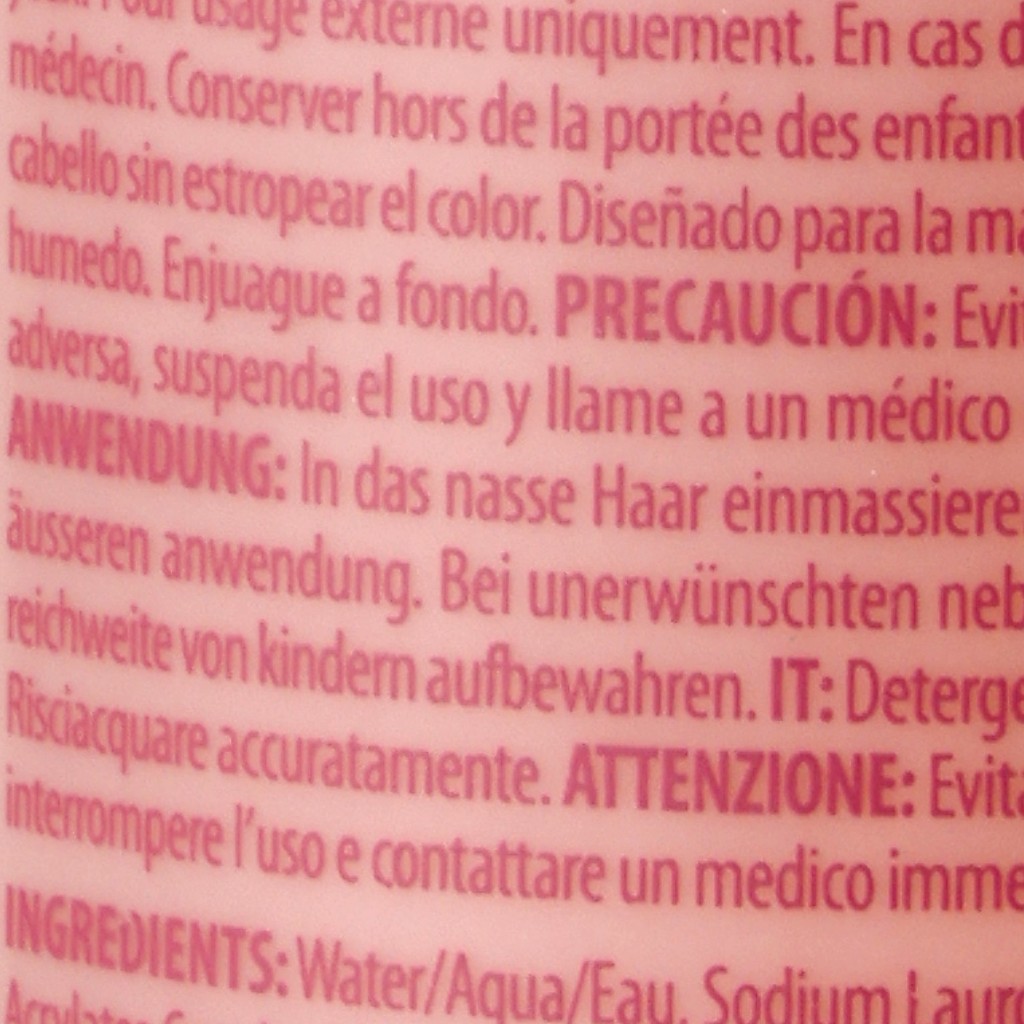 usage externe uniquement. En cas
médecin. Conserver hors de la portée des enfant
cabello sin estropear el color. Diseñado para la ma
humedo. Enjuague a fondo. PRECAUCIÓN: Evi
adversa, suspenda el uso y llame a un médico
ANWENDUNG: In das nasse Haar einmassiere
äusseren anwendung. Bei unerwünschten neb
reichweite von kindern aufbewahren. IT: Deterge
Risciacquare accuratamente. ATTENZIONE: Evita
interrompere l'uso e contattare un medico imme
INGREDIENTS: Water/Aqua/Eau, Sodium Lauro